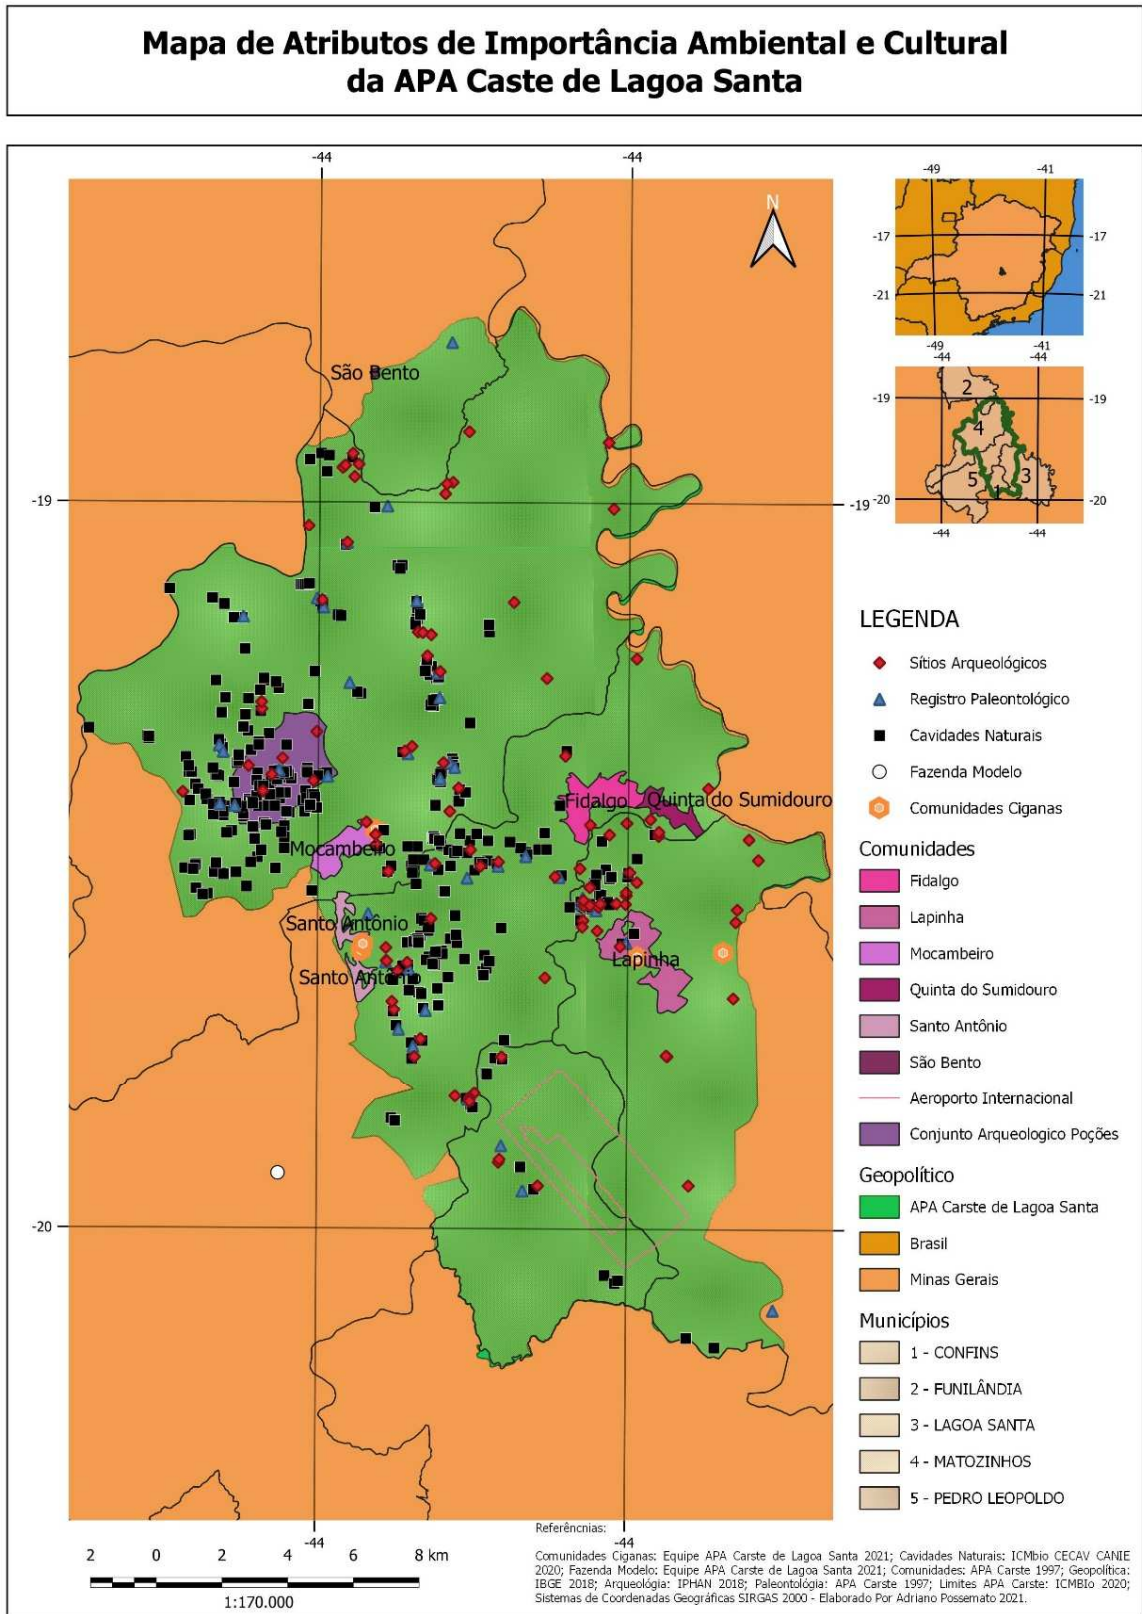 Mapa de Atributos de Importância Ambiental e Cultural
da APA Caste de Lagoa Santa
-44
-44
N
São Bento
-19
-19
Fidalgo
Quinta do Sumidouro
Mocambeiro
Santo Antônio
Santo Antônio
Lapinha
-20
-44
-44
-49
-41
-17
-17
-21
-21
-49
-41
-44
-44
-19
-19
2
4
5
3
1
-20
-20
-44
-44
LEGENDA
Sítios Arqueológicos
Registro Paleontológico
Cavidades Naturais
Fazenda Modelo
Comunidades Ciganas
Comunidades
Fidalgo
Lapinha
Mocambeiro
Quinta do Sumidouro
Santo Antônio
São Bento
Aeroporto Internacional
Conjunto Arqueologico Poções
Geopolítico
APA Carste de Lagoa Santa
Brasil
Minas Gerais
Municípios
1 - CONFINS
2 - FUNILÂNDIA
3 - LAGOA SANTA
4 - MATOZINHOS
5 - PEDRO LEOPOLDO
2 0 2 4 6 8 km
1:170.000
Referêncnias:
Comunidades Ciganas: Equipe APA Carste de Lagoa Santa 2021; Cavidades Naturais: ICMbio CECAV CANIE
2020; Fazenda Modelo: Equipe APA Carste de Lagoa Santa 2021; Comunidades: APA Carste 1997; Geopolítica:
IBGE 2018; Arqueológia: IPHAN 2018; Paleontológia: APA Carste 1997; Limites APA Carste: ICMBIo 2020;
Sistemas de Coordenadas Geográficas SIRGAS 2000 - Elaborado Por Adriano Possemato 2021.